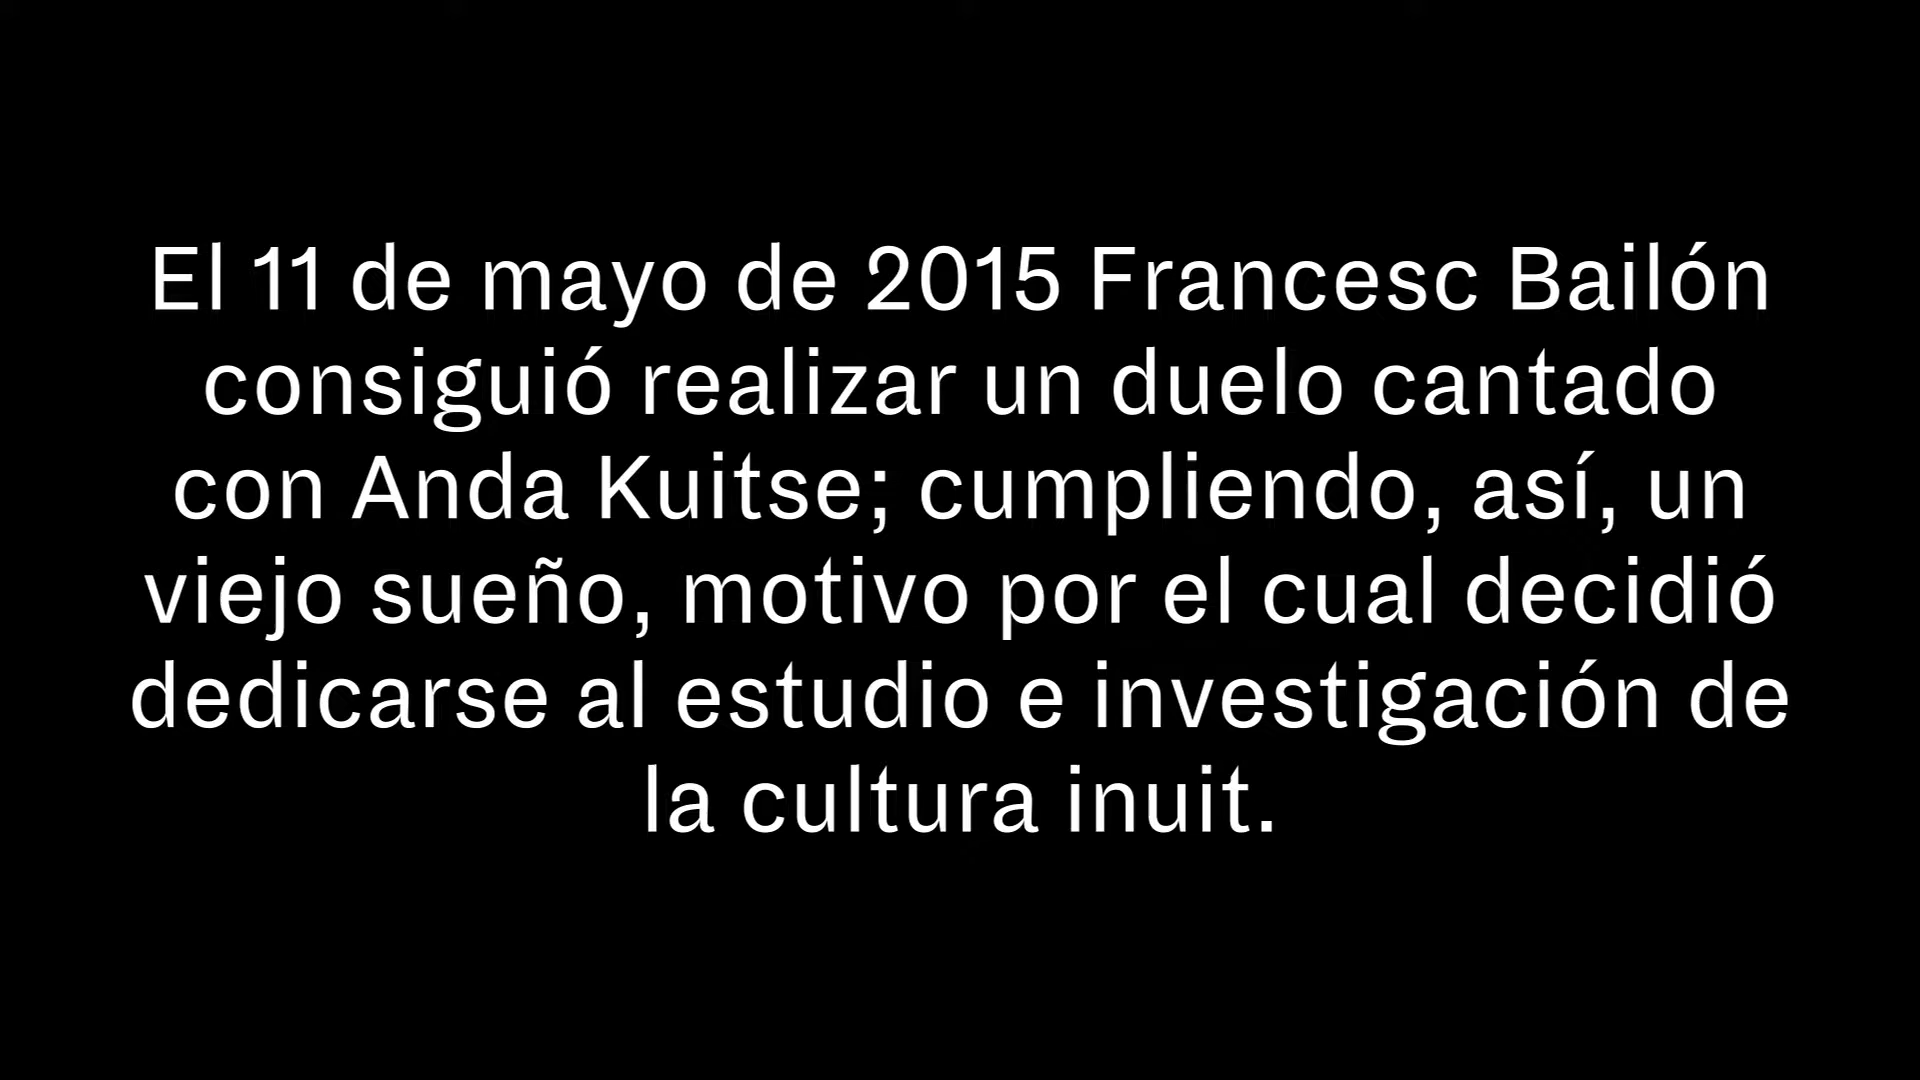 El 11 de mayo de 2015 Francesc Bailón
consiguió realizar un duelo cantado
con Anda Kuitse; cumpliendo, así, un
viejo sueño, motivo por el cual decidió
dedicarse al estudio e investigación de
la cultura inuit.